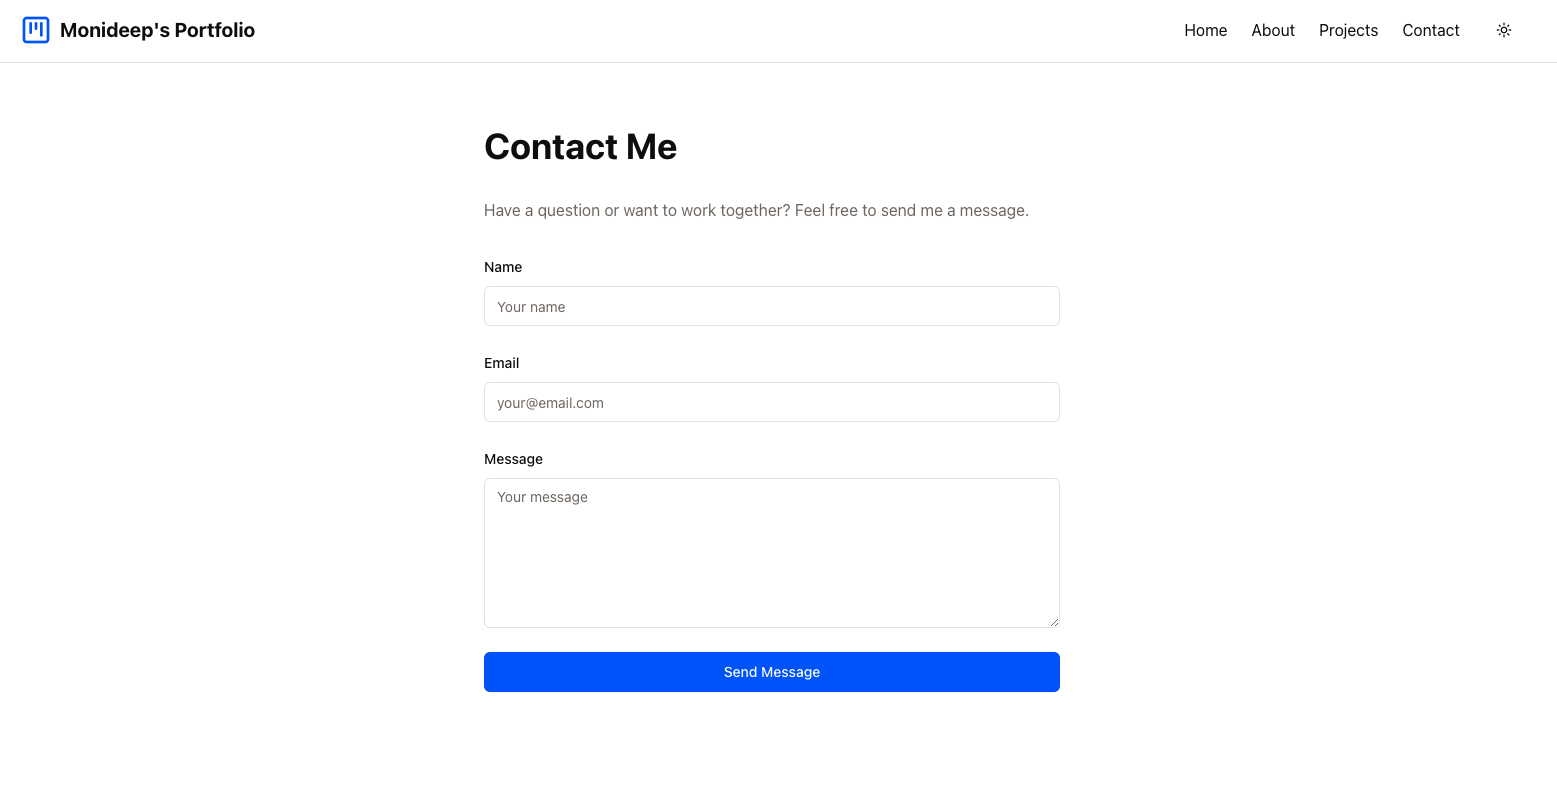 Monideep's Portfolio
Home About Projects Contact
Contact Me
Have a question or want to work together? Feel free to send me a message.
Name
Your name
Email
your@email.com
Message
Your message
Send Message